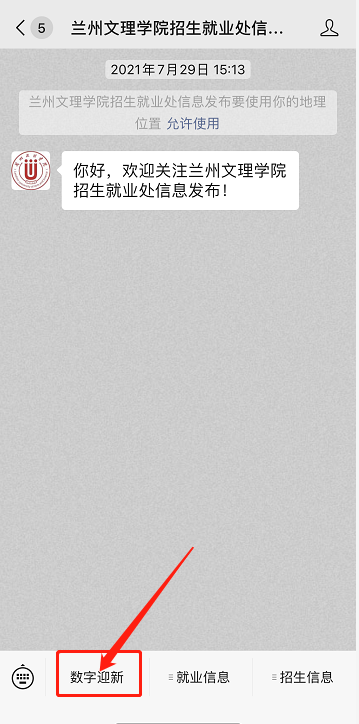 5
兰州文理学院招生就业处信...
2021年7月29日 15:13
兰州文理学院招生就业处信息发布要使用你的地理
位置 允许使用
你好，欢迎关注兰州文理学院
招生就业处信息发布！
数字迎新
就业信息
招生信息